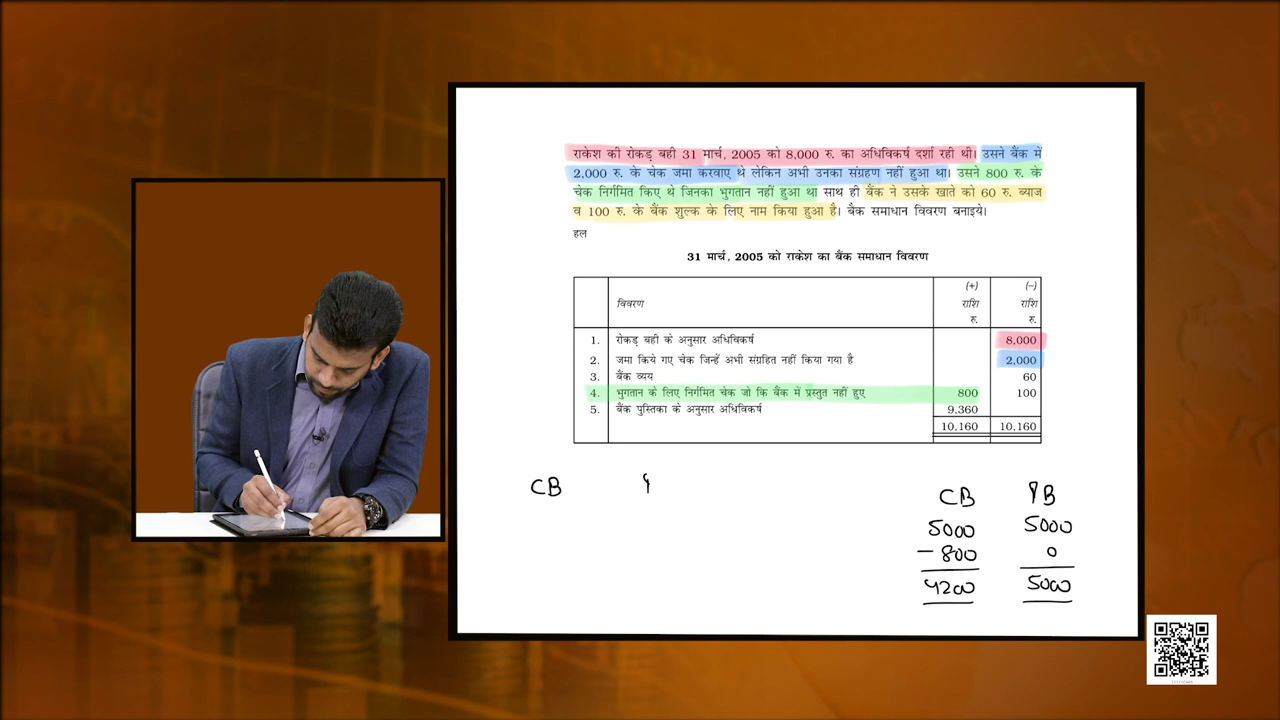 राकेश की रोकड़ बही 31 मार्च, 2005 को 8,000 रु. का अधिविकर्ष दर्शा रही थी। उसने बैंक में
2,000 रु. के चेक जमा करवाए थे लेकिन अभी उनका संग्रहण नहीं हुआ था। उसने 800 रु. के
चेक निर्गमित किए थे जिनका भुगतान नहीं हुआ था साथ ही बैंक ने उसके खाते को 60 रु. ब्याज
व 100 रु. के बैंक शुल्क के लिए नाम किया हुआ है। बैंक समाधान विवरण बनाइये।
हल
31 मार्च, 2005 को राकेश का बैंक समाधान विवरण
(+) (−)
विवरण राशि राशि
रु. रु.
1. रोकड़ बही के अनुसार अधिविकर्ष 8,000
2. जमा किये गए चेक जिन्हें अभी संग्रहित नहीं किया गया है 2,000
3. बैंक व्यय 60
4. भुगतान के लिए निर्गमित चेक जो कि बैंक में प्रस्तुत नहीं हुए 800 100
5. बैंक पुस्तिका के अनुसार अधिविकर्ष 9,360
10,160 10,160
CB
CB PB
5000 5000
− 800 0
4200 5000